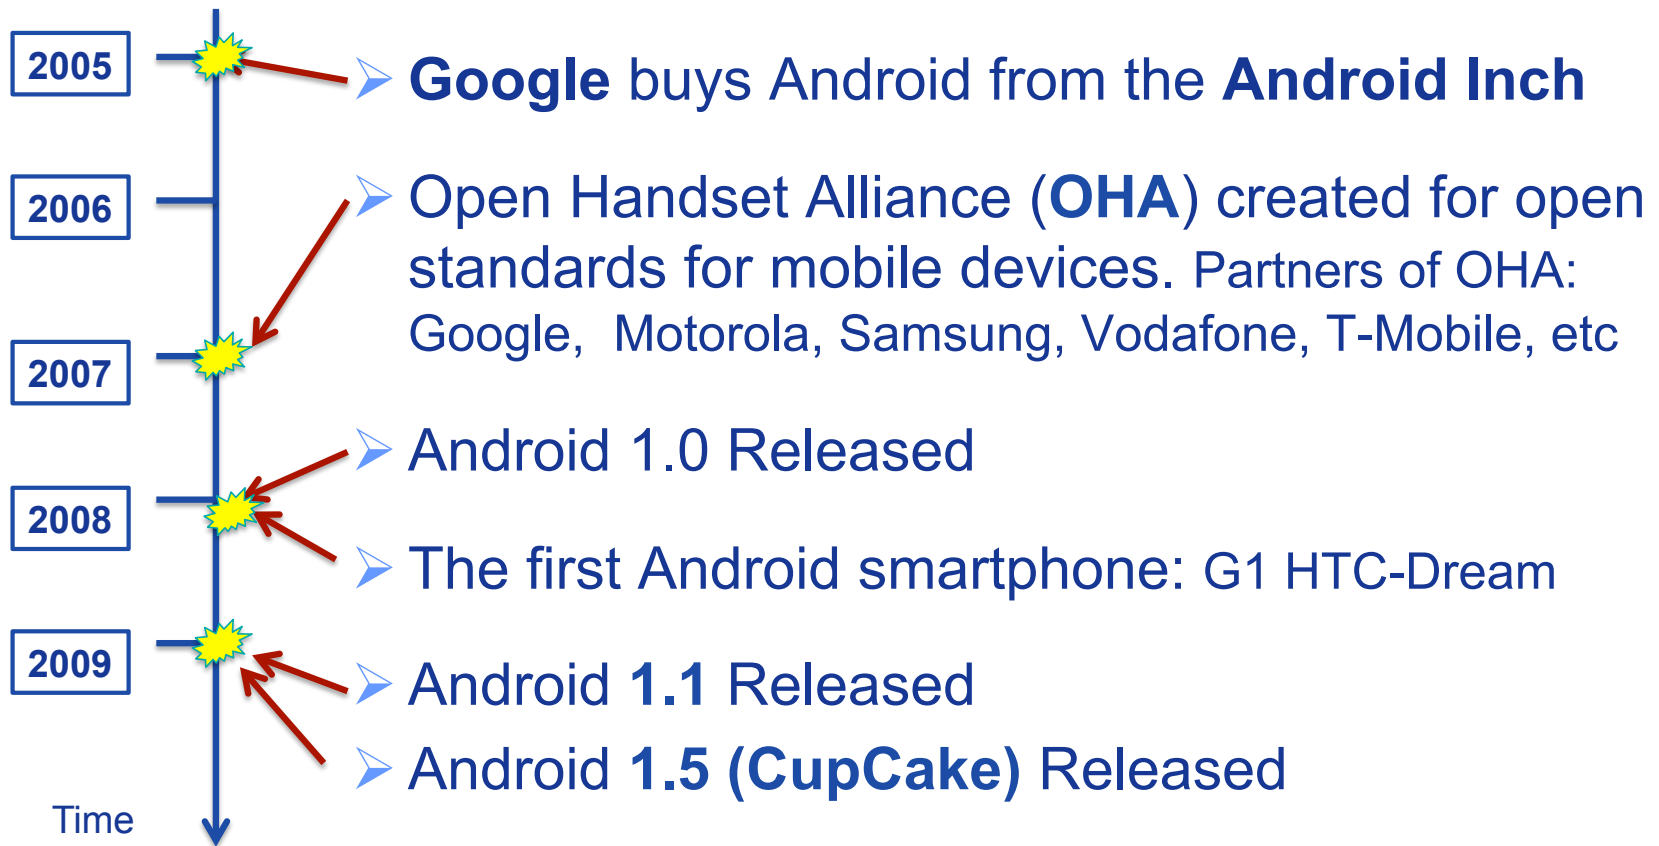 2005
Google buys Android from the Android Inch
2006
Open Handset Alliance (OHA) created for open
standards for mobile devices. Partners of OHA:
Google, Motorola, Samsung, Vodafone, T-Mobile, etc
2007
Android 1.0 Released
2008
The first Android smartphone: G1 HTC-Dream
2009
Android 1.1 Released
Android 1.5 (CupCake) Released
Time